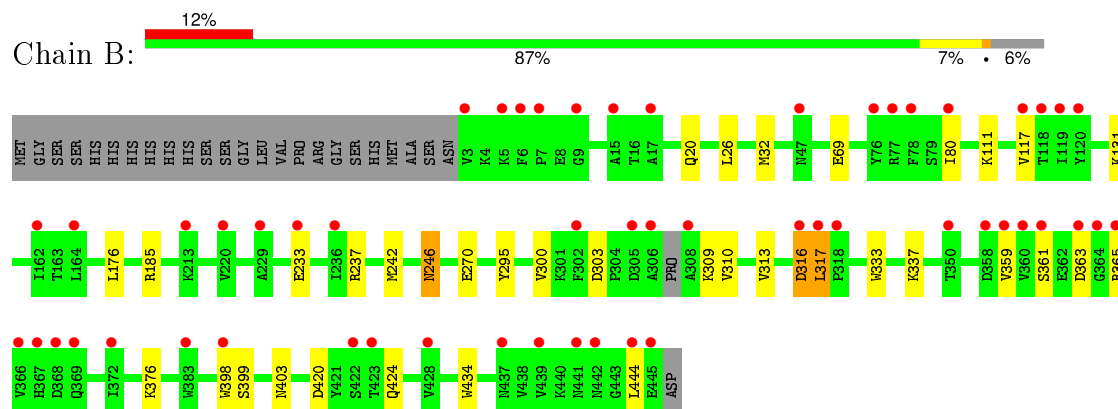 12%
Chain B:
87% 7% • 6%
MET GLY SER SER HIS HIS HIS HIS HIS HIS SER SER GLY LEU VAL PRO ARG GLY SER HIS MET ALA SER ASN V3 K4 K5 F6 P7 E8 G9 A15 T16 A17 Q20 L26 M32 N47 E69 Y76 R77 F78 S79 I80 K111 V117 T118 I119 Y120
I162 T163 L164 L176 R185 K213 V220 A229 E233 I236 R237 M242 N246 E270 Y295 V300 K301 F302 D303 P304 D305 A306 PRO A308 K309 V310 V313 D316 L317 P318 W333 K337 T350 D358 V359 V360 S361 E362 D363 G364
V366 H367 D368 Q369 I372 K376 W383 W398 S399 N403 D420 Y421 S422 T423 Q424 V428 W434 N437 V438 V439 K440 N441 N442 G443 L444 E445 ASP